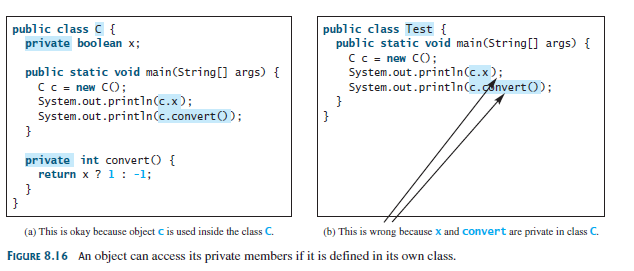 public class C {
private boolean x;
public static void main(String[] args) {
C c = new C();
System.out.println(c.x);
System.out.println(c.convert());
}
private int convert() {
return x ? 1 : -1;
}
}
(a) This is okay because object c is used inside the class C.
public class Test {
public static void main(String[] args) {
C c = new C();
System.out.println(c.x);
System.out.println(c.convert());
}
}
(b) This is wrong because x and convert are private in class C.
FIGURE 8.16 An object can access its private members if it is defined in its own class.